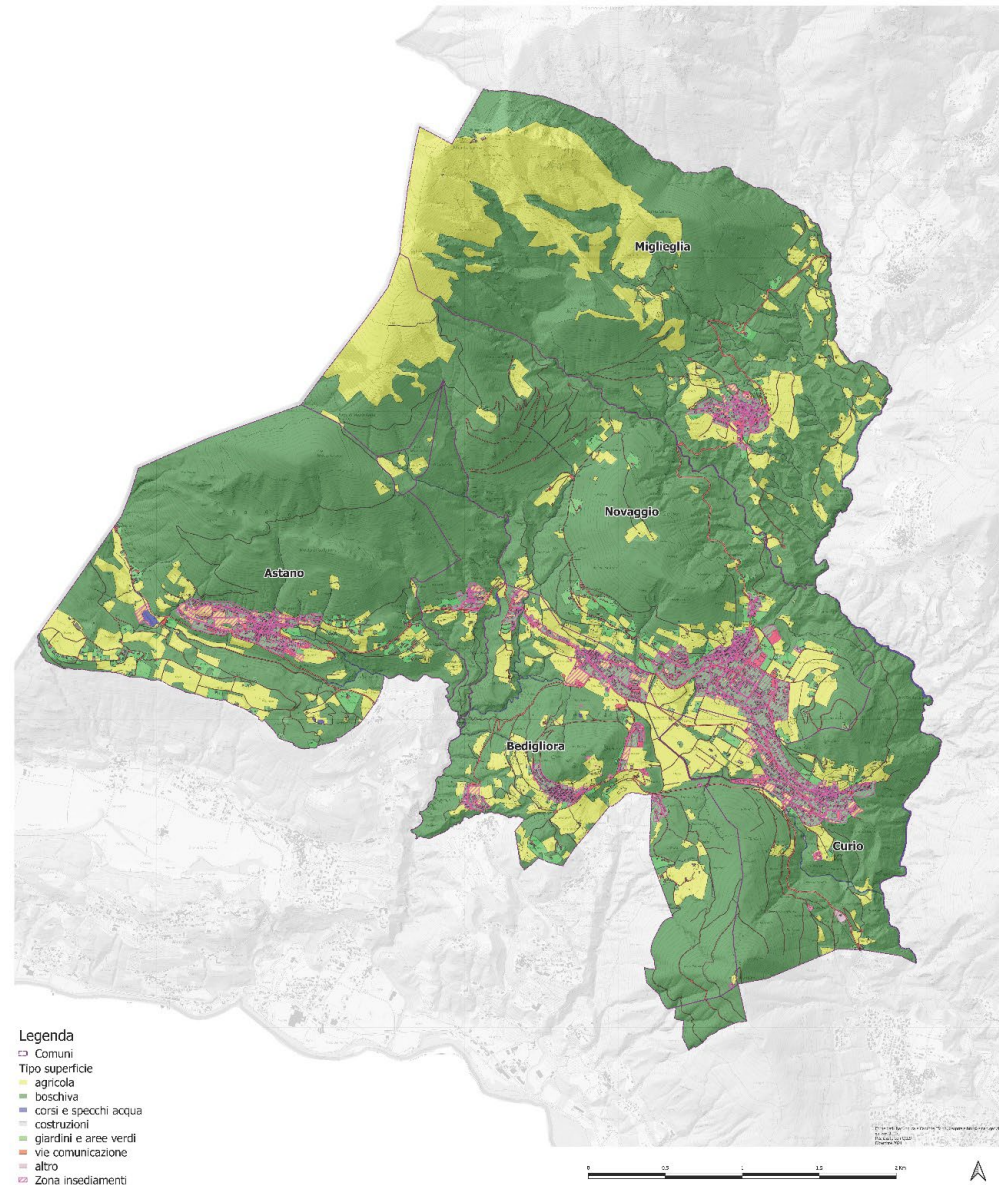 Miglieglia
Novaggio
Astano
Bedigliora
Curio
Legenda
Comuni
Tipo superficie
agricola
boschiva
corsi e specchi acqua
costruzioni
giardini e aree verdi
vie comunicazione
altro
Zona insediamenti
0 0.5 1 1.5 2 Km